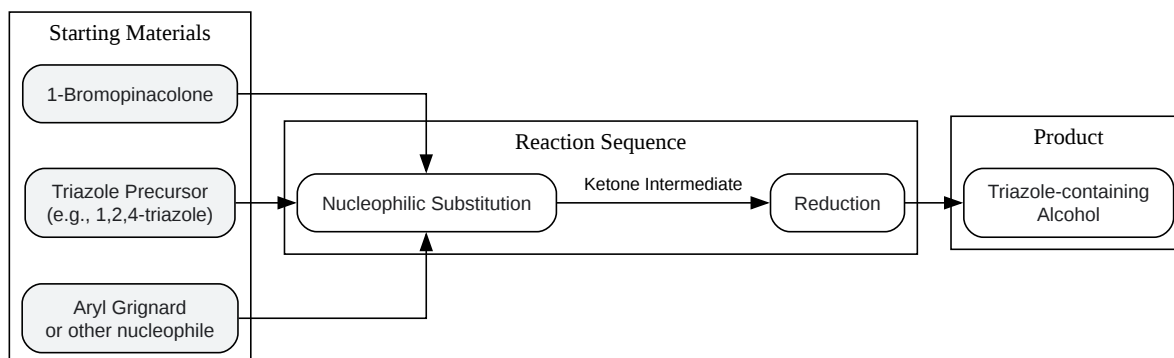 Starting Materials
1-Bromopinacolone
Triazole Precursor
(e.g., 1,2,4-triazole)
Aryl Grignard
or other nucleophile
Reaction Sequence
Nucleophilic Substitution
Ketone Intermediate
Reduction
Product
Triazole-containing
Alcohol